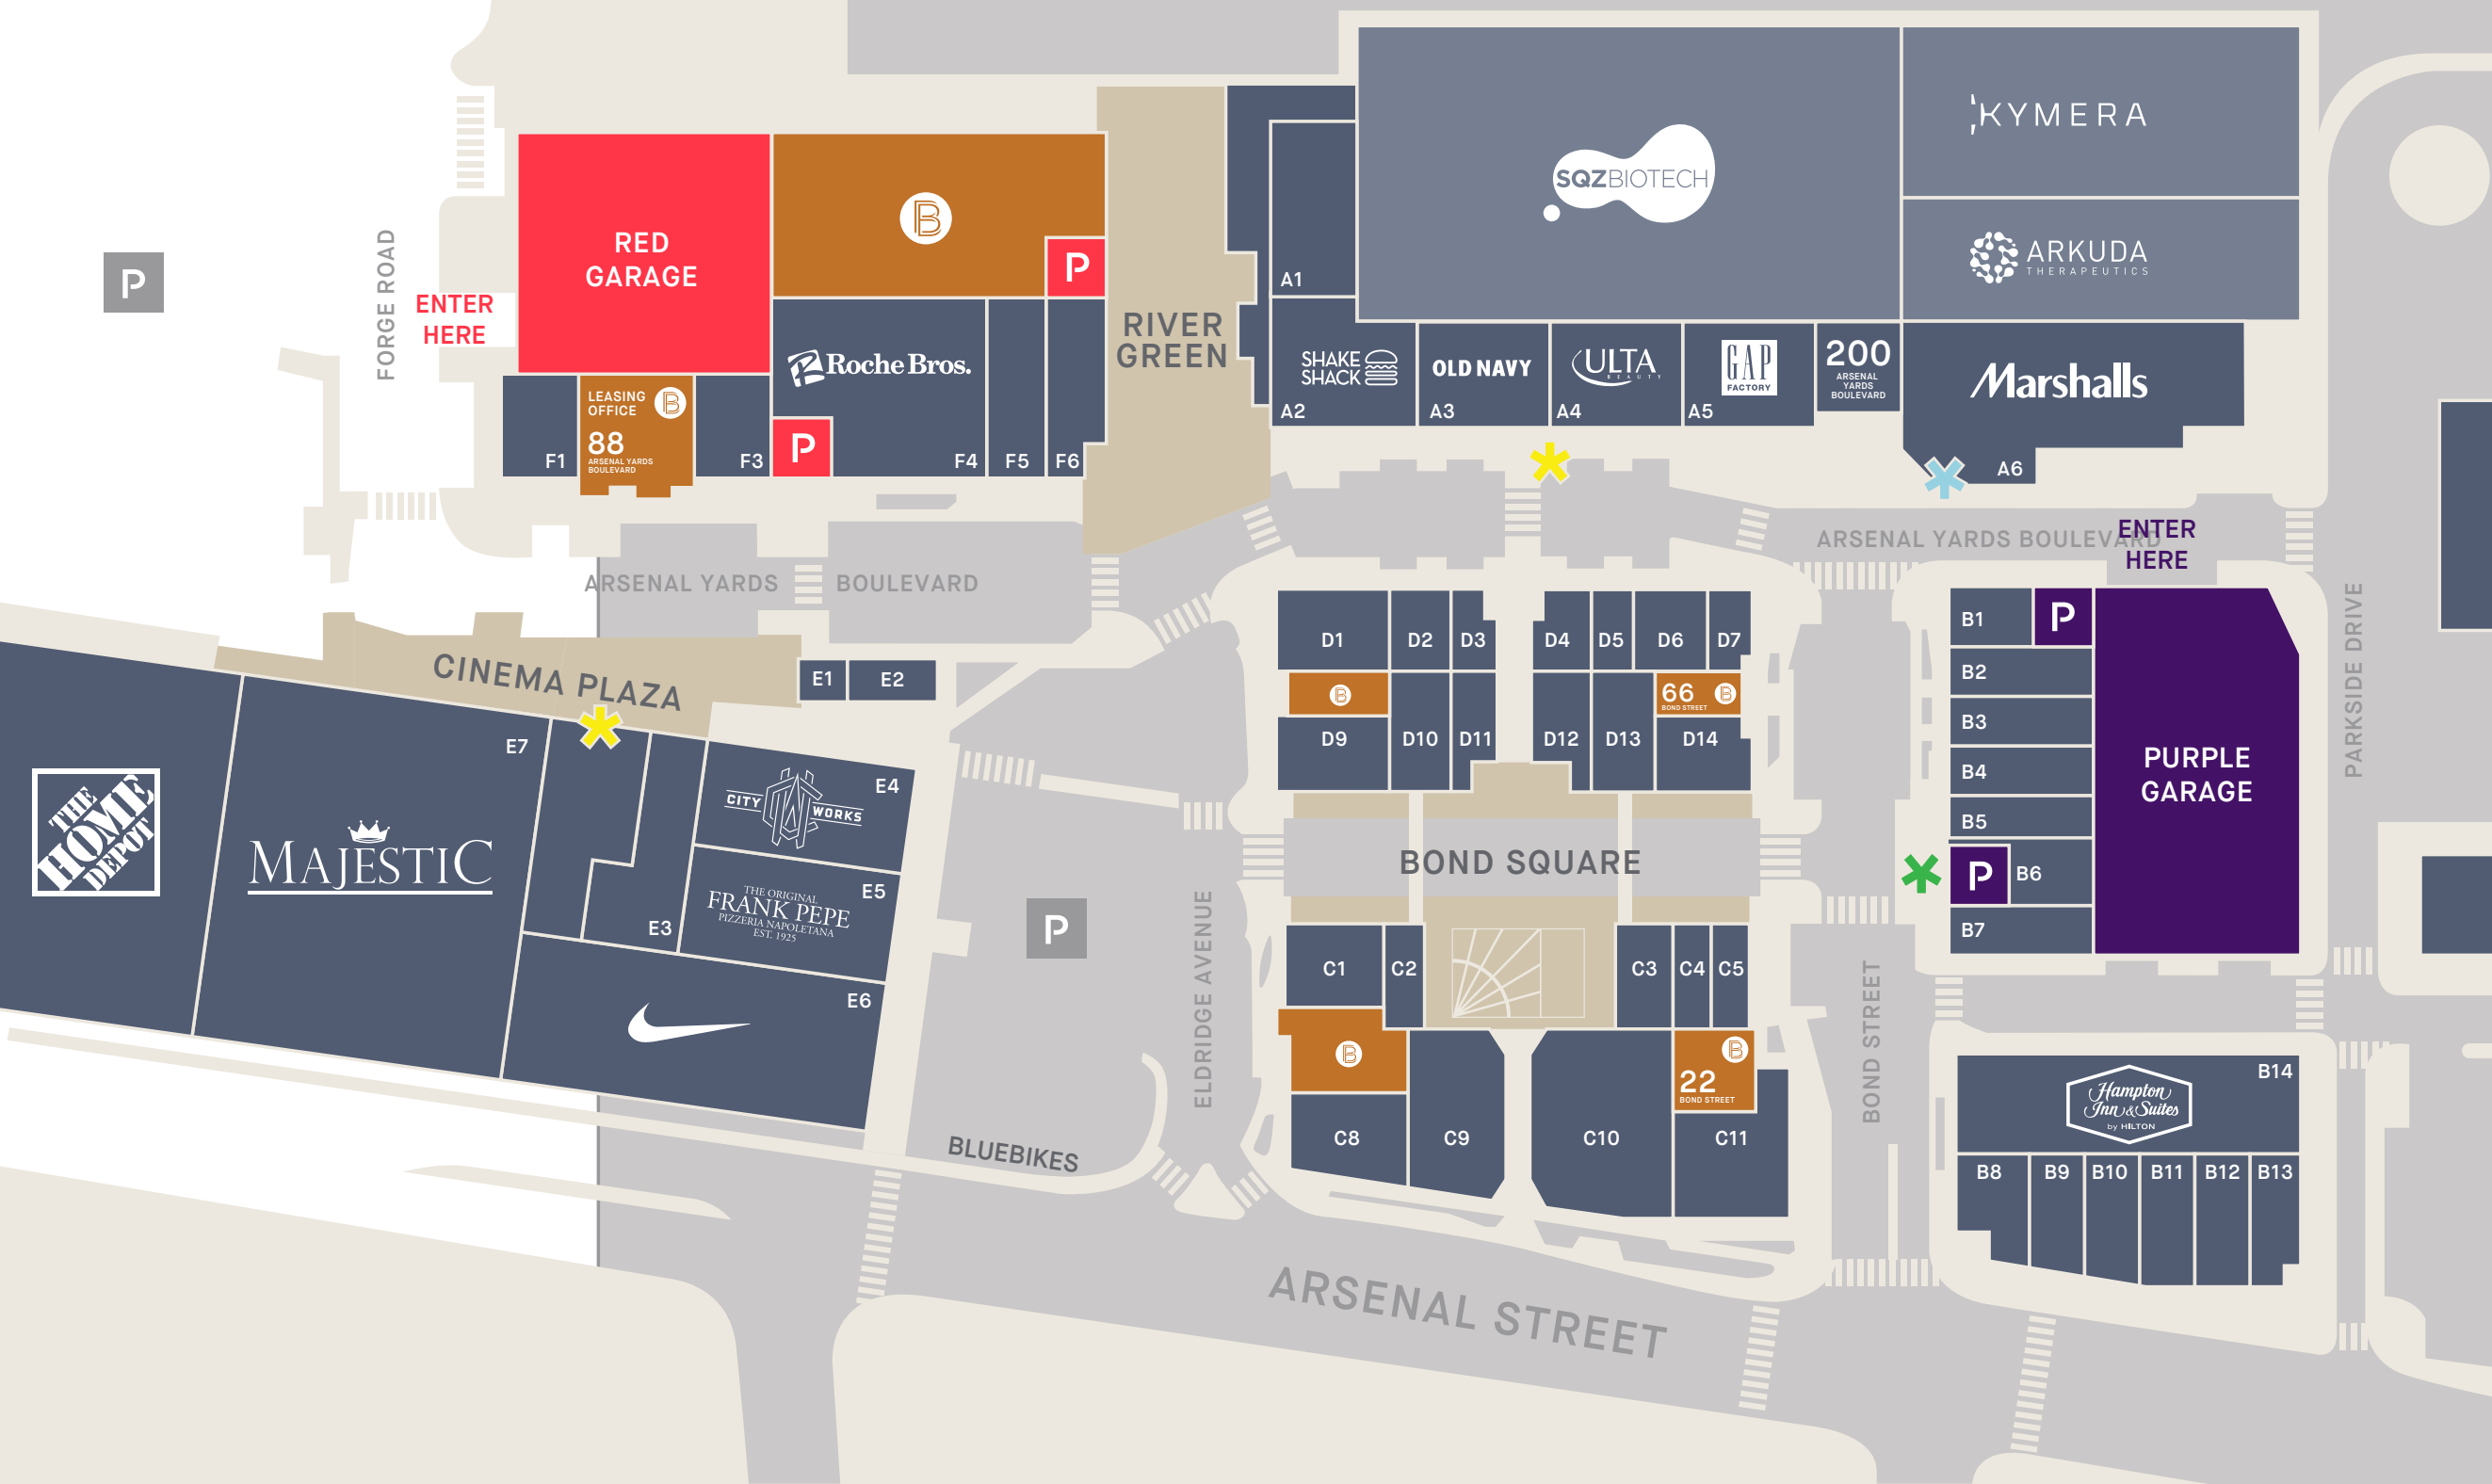 RED
GARAGE
ENTER
HERE
FORGE ROAD
P
B
P
Roche Bros.
LEASING
OFFICE
B
88
ARSENAL YARDS
BOULEVARD
F1
F3
P
F4
F5
F6
RIVER
GREEN
A1
SHAKE
SHACK
A2
OLD NAVY
A3
ULTA
BEAUTY
A4
GAP
FACTORY
A5
200
ARSENAL
YARDS
BOULEVARD
SQZBIOTECH
KYMERA
ARKUDA
THERAPEUTICS
Marshalls
A6
ARSENAL YARDS BOULEVARD
ARSENAL YARDS BOULEVARD
ENTER
HERE
CINEMA PLAZA
E1
E2
THE
HOME
DEPOT
MAJESTIC
E7
E3
CITY WORKS
E4
THE ORIGINAL
FRANK PEPE
PIZZERIA NAPOLETANA
EST. 1925
E5
E6
P
BLUEBIKES
ELDRIDGE AVENUE
D1
D2
D3
D4
D5
D6
D7
B
66
BOND STREET
B
D9
D10
D11
D12
D13
D14
BOND SQUARE
C1
C2
C3
C4
C5
B
22
BOND STREET
B
C8
C9
C10
C11
BOND STREET
B1
P
B2
B3
B4
B5
P
B6
B7
PURPLE
GARAGE
PARKSIDE DRIVE
Hampton
Inn & Suites
by HILTON
B14
B8
B9
B10
B11
B12
B13
ARSENAL STREET